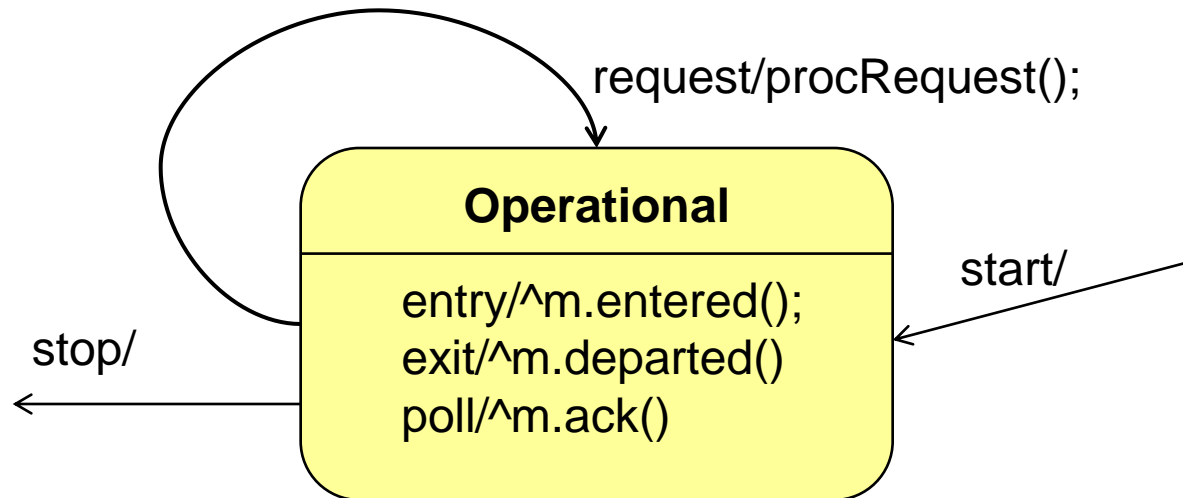 request/procRequest();
Operational
start/
entry/^m.entered();
exit/^m.departed()
poll/^m.ack()
stop/